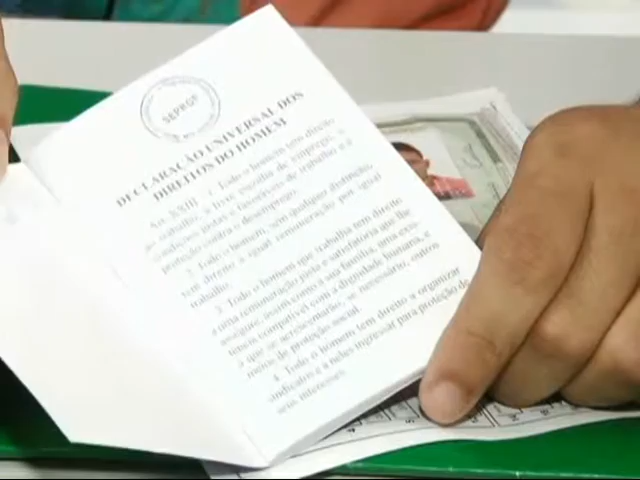 SEPRGF
DECLARAÇÃO UNIVERSAL DOS
DIREITOS DO HOMEM
Art. XXIII - 1. Todo o homem tem direito
ao trabalho, à livre escolha de emprego, a
condições justas e favoráveis de trabalho e à
proteção contra o desemprego.
2. Todo o homem, sem qualquer distinção,
tem direito a igual remuneração por igual
trabalho.
3. Todo o homem que trabalha tem direito
a uma remuneração justa e satisfatória que lhe
assegure, assim como a sua família, uma exis-
tência compatível com a dignidade humana, e
a que se acrescentarão, se necessário, outros
meios de proteção social.
4. Todo o homem tem direito a organizar
sindicatos e a neles ingressar para proteção de
seus interesses.